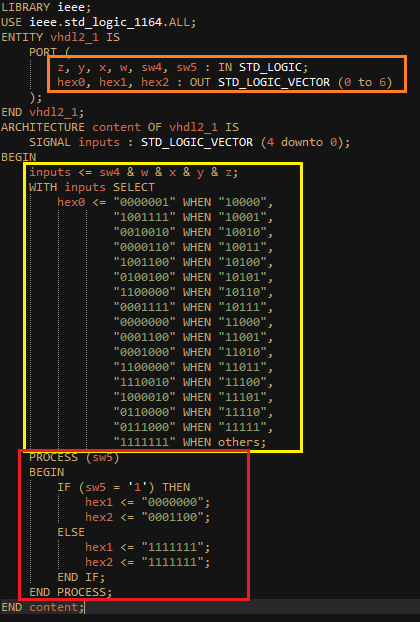 LIBRARY ieee;
USE ieee.std_logic_1164.ALL;
ENTITY vhdl2_1 IS
PORT (
z, y, x, w, sw4, sw5 : IN STD_LOGIC;
hex0, hex1, hex2 : OUT STD_LOGIC_VECTOR (0 to 6)
);
END vhdl2_1;
ARCHITECTURE content OF vhdl2_1 IS
SIGNAL inputs : STD_LOGIC_VECTOR (4 downto 0);
BEGIN
inputs <= sw4 & w & x & y & z;
WITH inputs SELECT
hex0 <= "0000001" WHEN "10000",
"1001111" WHEN "10001",
"0010010" WHEN "10010",
"0000110" WHEN "10011",
"1001100" WHEN "10100",
"0100100" WHEN "10101",
"1100000" WHEN "10110",
"0001111" WHEN "10111",
"0000000" WHEN "11000",
"0001100" WHEN "11001",
"0001000" WHEN "11010",
"1100000" WHEN "11011",
"1110010" WHEN "11100",
"1000010" WHEN "11101",
"0110000" WHEN "11110",
"0111000" WHEN "11111",
"1111111" WHEN others;
PROCESS (sw5)
BEGIN
IF (sw5 = '1') THEN
hex1 <= "0000000";
hex2 <= "0001100";
ELSE
hex1 <= "1111111";
hex2 <= "1111111";
END IF;
END PROCESS;
END content;